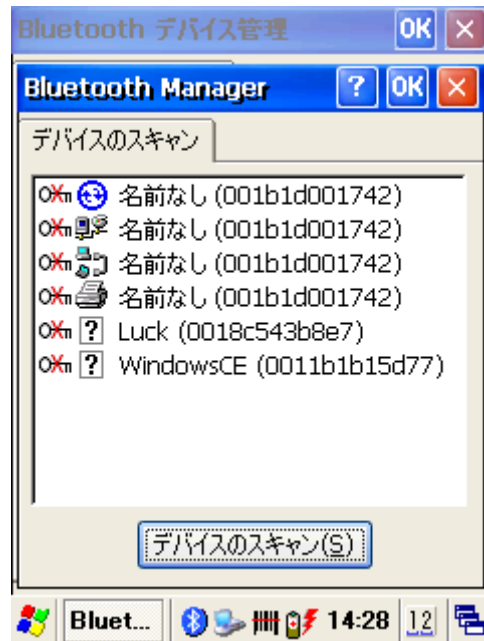 Bluetooth デバイス管理 OK
Bluetooth Manager ? OK
デバイスのスキャン
名前なし (001b1d001742)
名前なし (001b1d001742)
名前なし (001b1d001742)
名前なし (001b1d001742)
? Luck (0018c543b8e7)
? WindowsCE (0011b1b15d77)
デバイスのスキャン(S)
Bluet... 14:28 12